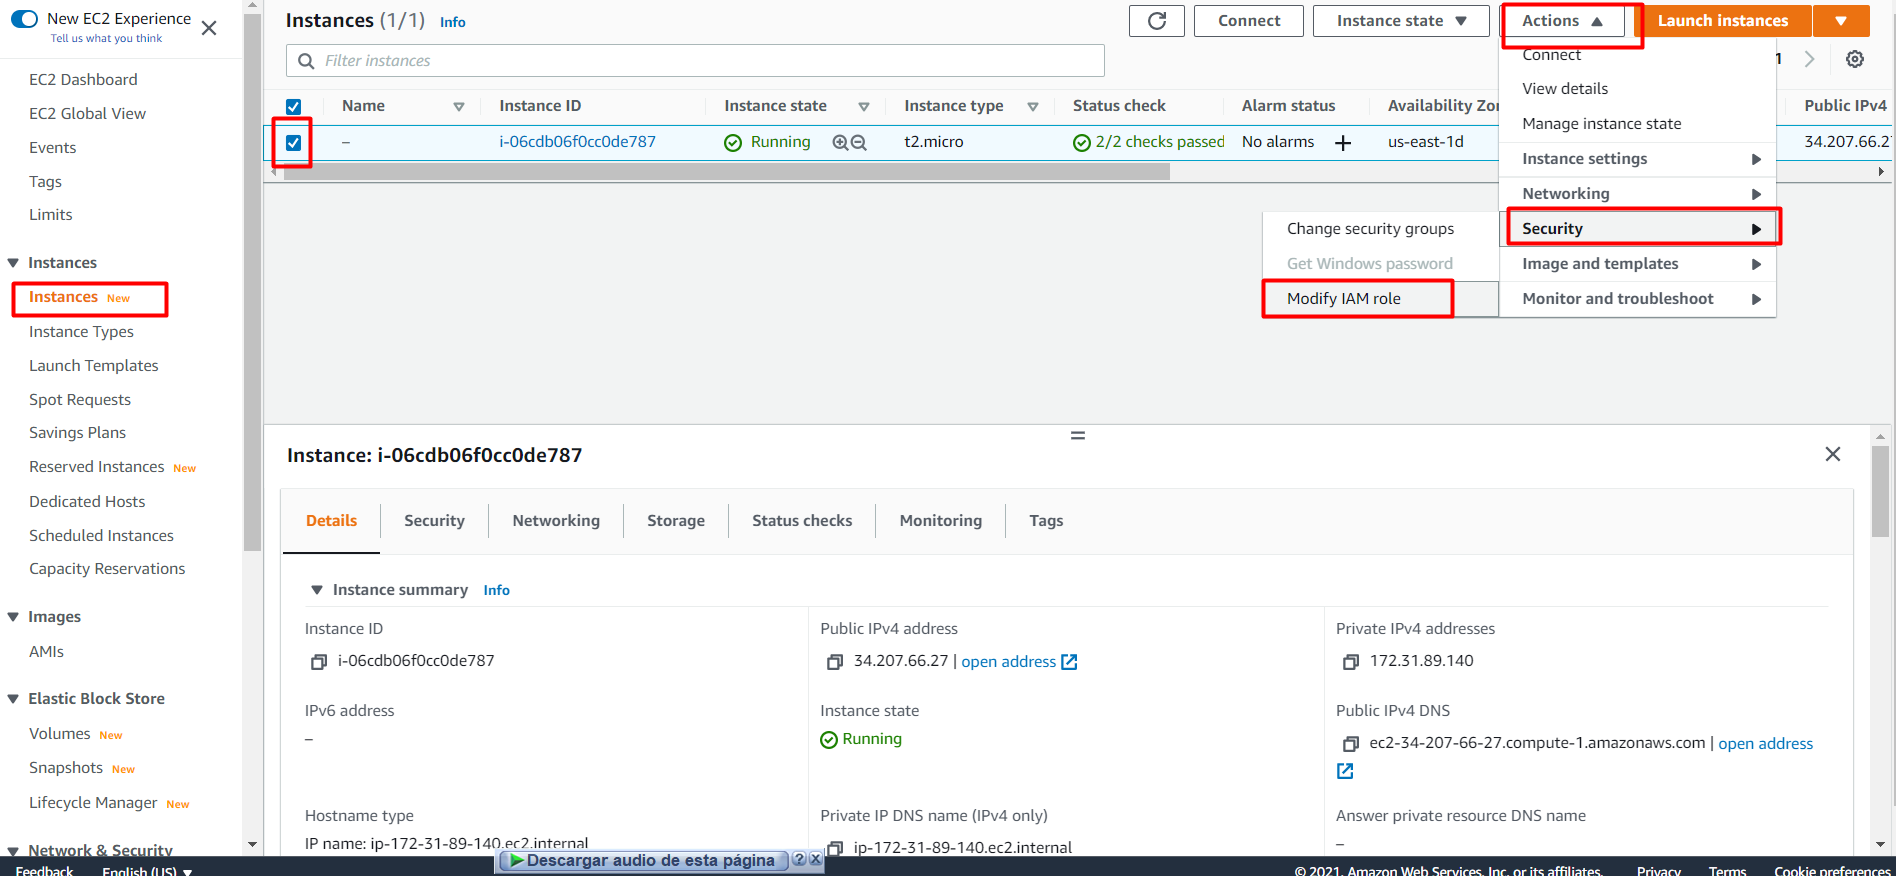 New EC2 Experience
Tell us what you think
EC2 Dashboard
EC2 Global View
Events
Tags
Limits
Instances
Instances New
Instance Types
Launch Templates
Spot Requests
Savings Plans
Reserved Instances New
Dedicated Hosts
Scheduled Instances
Capacity Reservations
Images
AMIs
Elastic Block Store
Volumes New
Snapshots New
Lifecycle Manager New
Network & Security
Instances (1/1) Info
Connect
Instance state
Actions
Launch instances
Filter instances
1
Name Instance ID Instance state Instance type Status check Alarm status Availability Zon Public IPv4
– i-06cdb06f0cc0de787 Running t2.micro 2/2 checks passed No alarms us-east-1d 34.207.66.27
Connect
View details
Manage instance state
Instance settings
Networking
Security
Image and templates
Monitor and troubleshoot
Change security groups
Get Windows password
Modify IAM role
Instance: i-06cdb06f0cc0de787
Details Security Networking Storage Status checks Monitoring Tags
Instance summary Info
Instance ID
i-06cdb06f0cc0de787
Public IPv4 address
34.207.66.27 | open address
Private IPv4 addresses
172.31.89.140
IPv6 address
–
Instance state
Running
Public IPv4 DNS
ec2-34-207-66-27.compute-1.amazonaws.com | open address
Hostname type
IP name: ip-172-31-89-140.ec2.internal
Private IP DNS name (IPv4 only)
ip-172-31-89-140.ec2.internal
Answer private resource DNS name
–
Descargar audio de esta página ? X
Feedback English (US) © 2021, Amazon Web Services, Inc. or its affiliates. Privacy Terms Cookie preferences